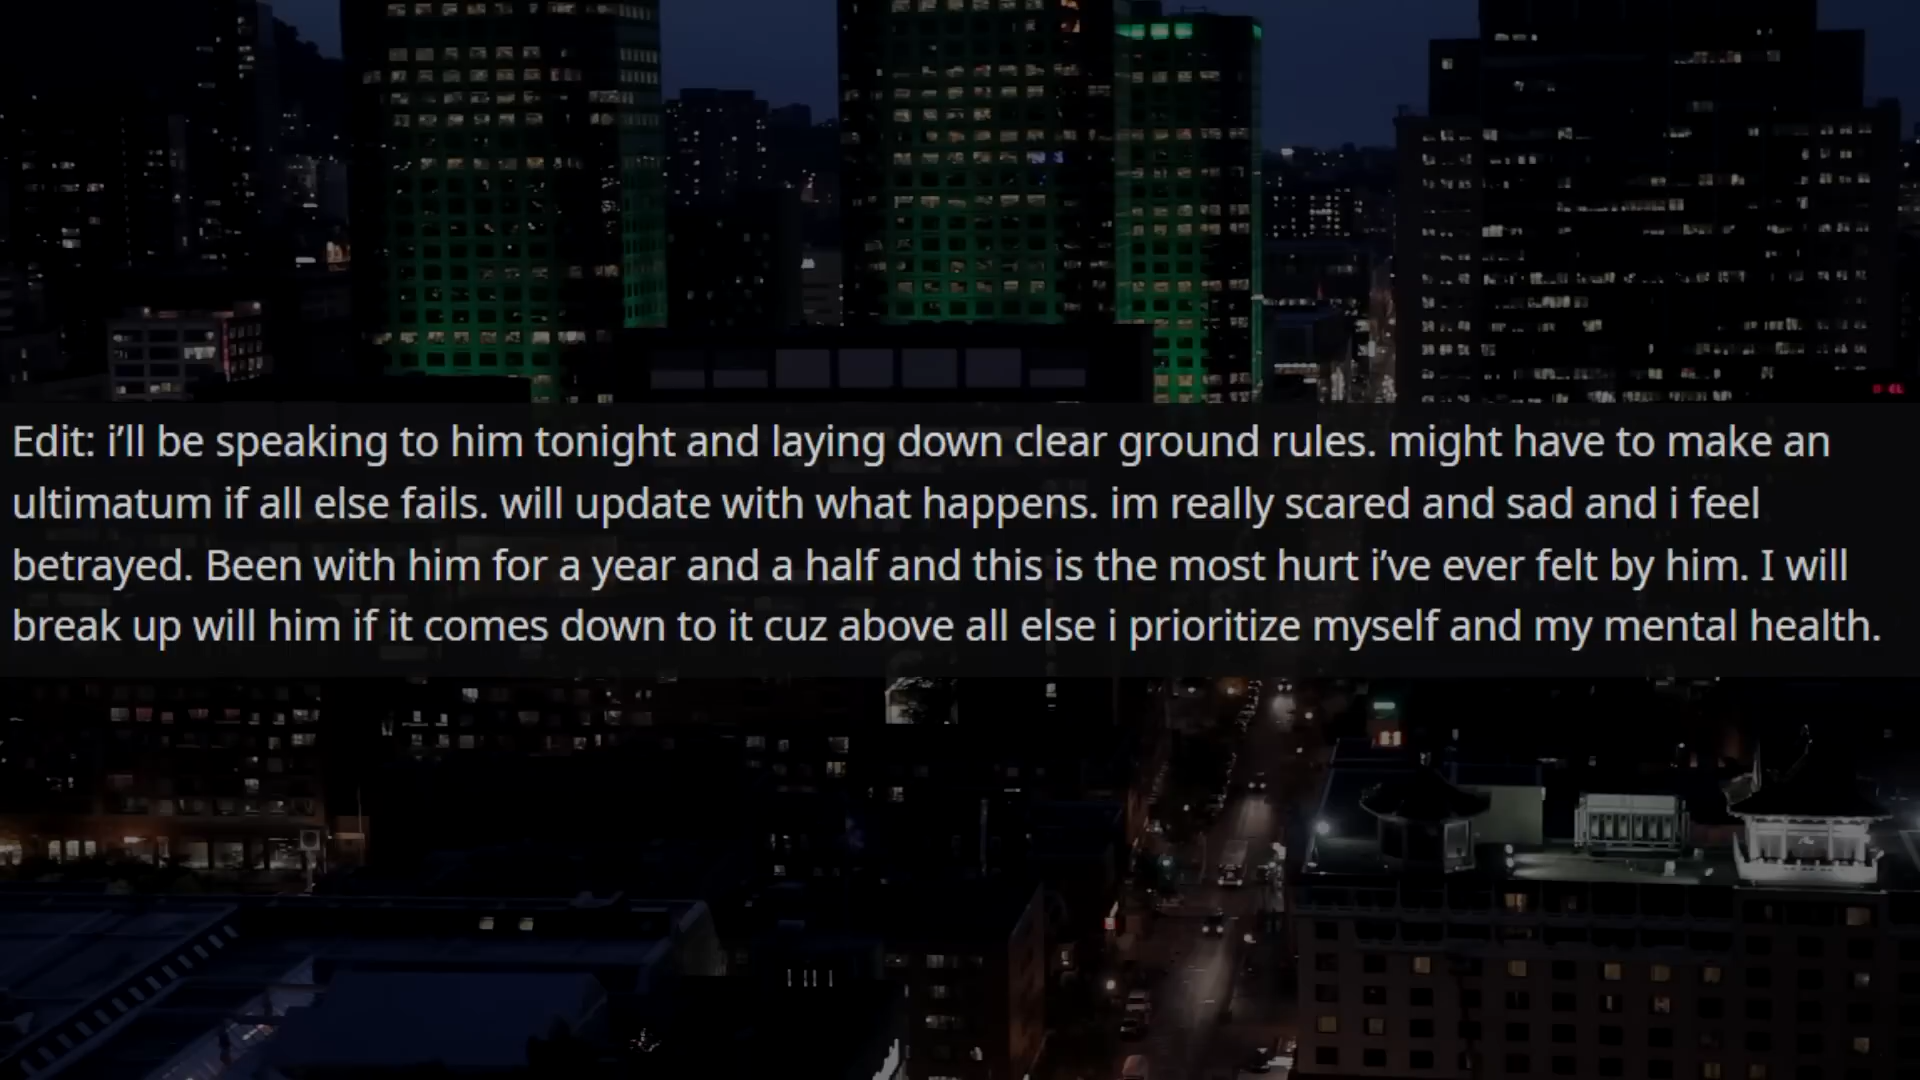 Edit: i’ll be speaking to him tonight and laying down clear ground rules. might have to make an
ultimatum if all else fails. will update with what happens. im really scared and sad and i feel
betrayed. Been with him for a year and a half and this is the most hurt i’ve ever felt by him. I will
break up will him if it comes down to it cuz above all else i prioritize myself and my mental health.